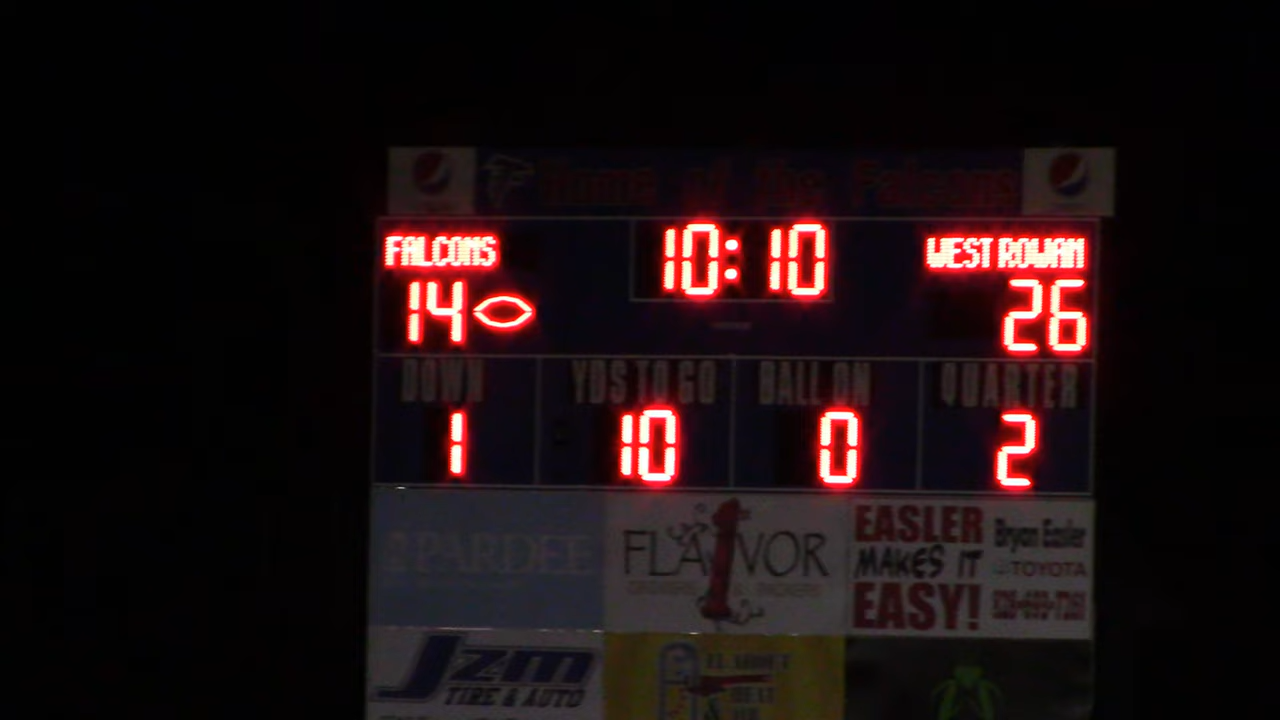 Home of the Falcons
FALCONS
10:10
WEST ROWAN
14
26
DOWN
YDS TO GO
BALL ON
QUARTER
1
10
0
2
PARDEE
FLAVOR
EASLER
MAKES IT
EASY!
Bryan Easler
TOYOTA
Jzm
TIRE & AUTO